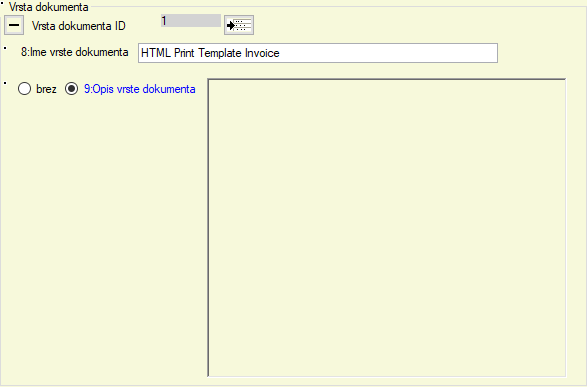 Vrsta dokumenta
Vrsta dokumenta ID 1
8:Ime vrste dokumenta HTML Print Template Invoice
brez 9:Opis vrste dokumenta